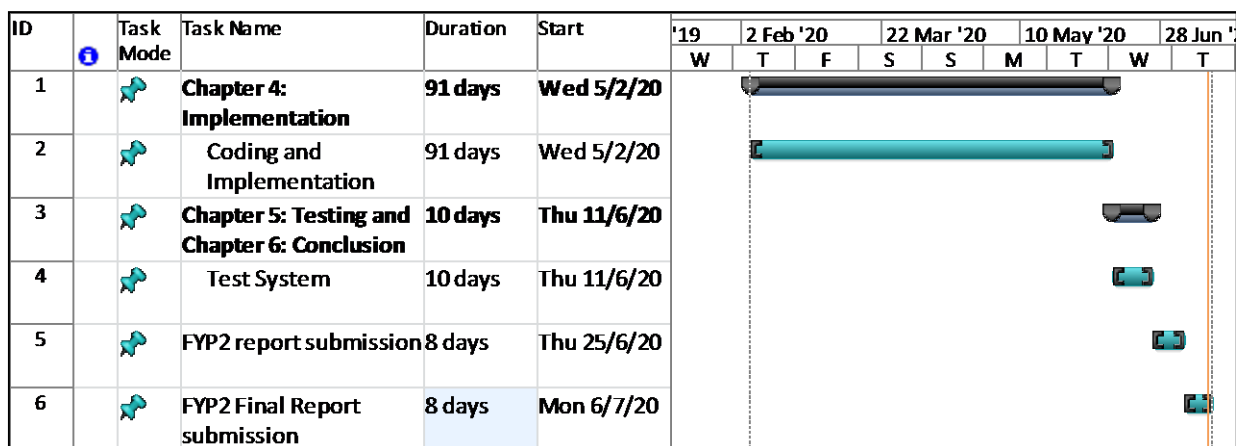 ID Task Mode Task Name Duration Start '19 2 Feb '20 22 Mar '20 10 May '20 28 Jun '
W T F S S M T W T
1 Chapter 4: Implementation 91 days Wed 5/2/20
2 Coding and Implementation 91 days Wed 5/2/20
3 Chapter 5: Testing and Chapter 6: Conclusion 10 days Thu 11/6/20
4 Test System 10 days Thu 11/6/20
5 FYP2 report submission 8 days Thu 25/6/20
6 FYP2 Final Report submission 8 days Mon 6/7/20